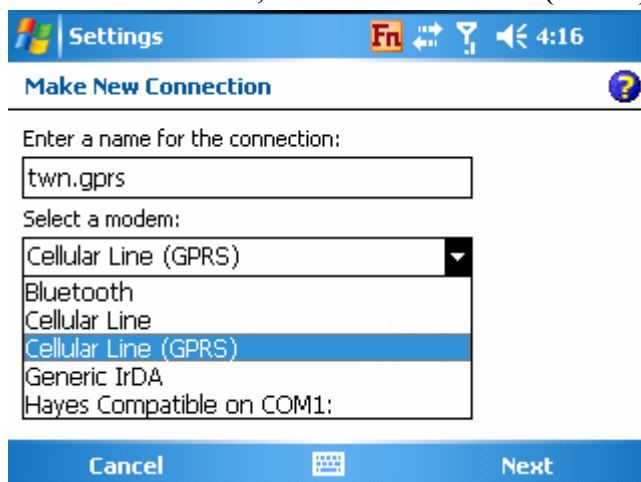 Settings Fn 4:16
Make New Connection ?
Enter a name for the connection:
twn.gprs
Select a modem:
Cellular Line (GPRS)
Bluetooth
Cellular Line
Cellular Line (GPRS)
Generic IrDA
Hayes Compatible on COM1:
Cancel Next